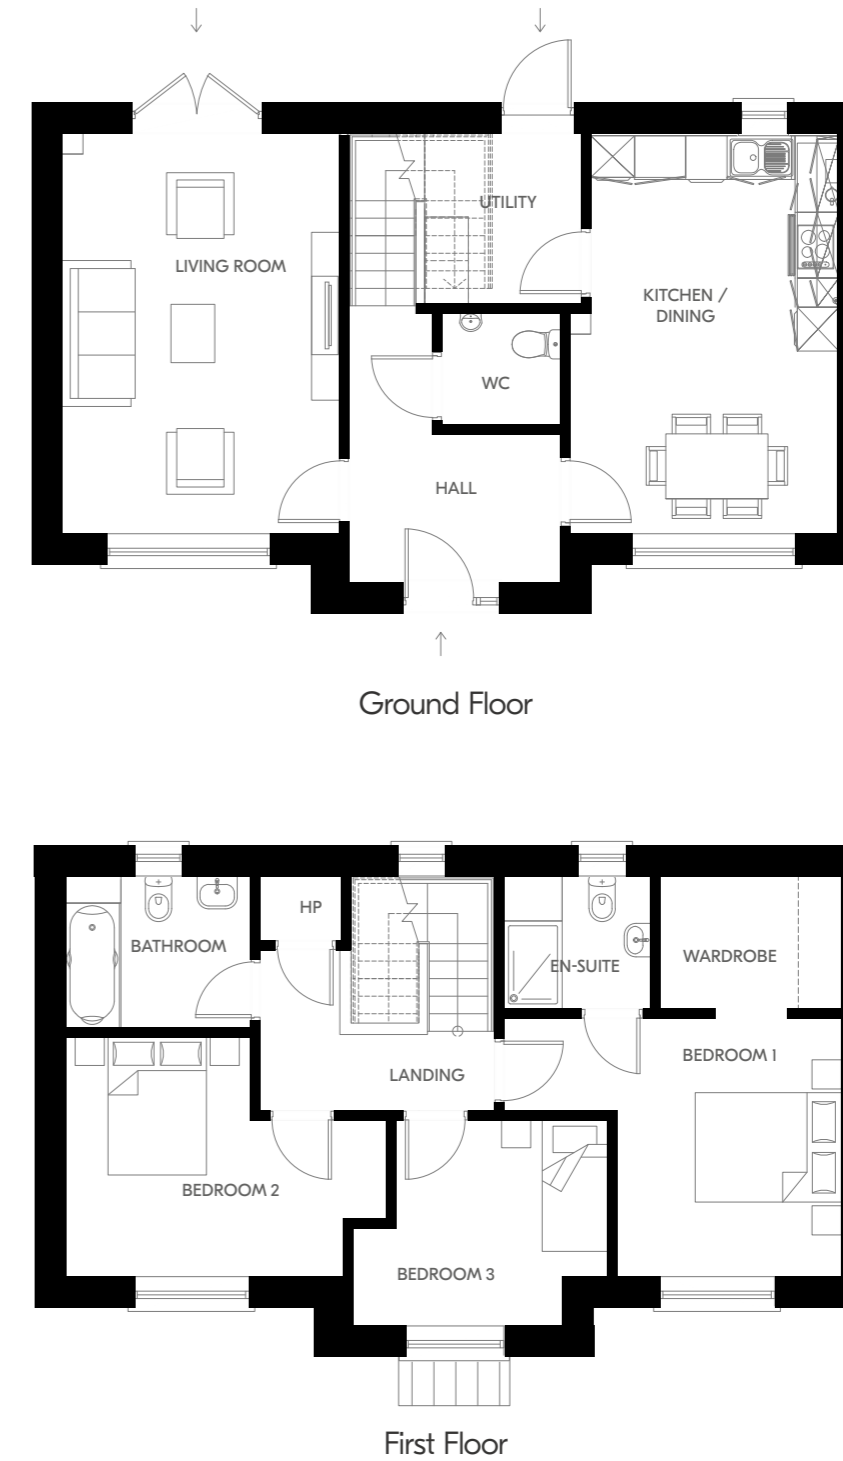 UTILITY
LIVING ROOM
KITCHEN /
DINING
WC
HALL
Ground Floor
HP
BATHROOM
WARDROBE
EN-SUITE
BEDROOM 1
LANDING
BEDROOM 2
BEDROOM 3
First Floor